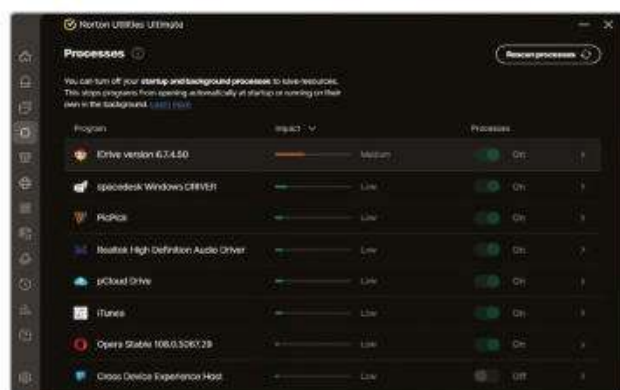 Norton Utilities Ultimate
Processes
Rescan processes
You can turn off your startup and background processes to save resources.
This stops programs from opening automatically at startup or running on their
own in the background. Learn more
Program Impact Processes
IDrive version 6.7.4.50 Medium On
spacedesk Windows DRIVER Low On
PicPick Low On
Realtek High Definition Audio Driver Low On
pCloud Drive Low On
iTunes Low On
Opera Stable 108.0.5067.29 Low On
Cross Device Experience Host Low Off